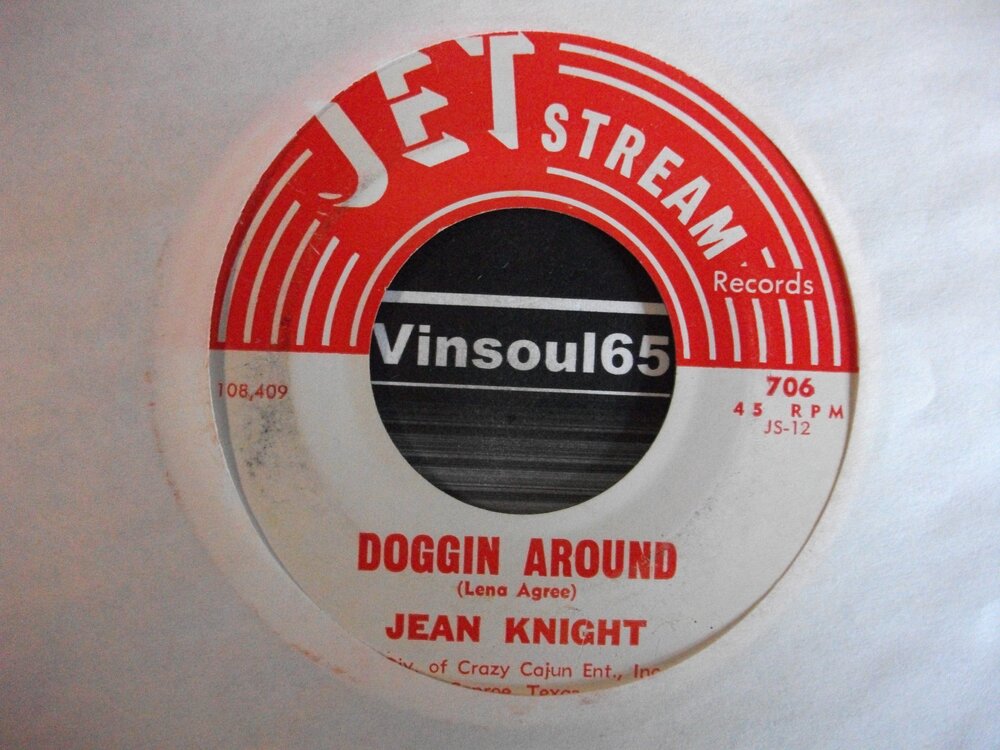 JET STREAM
Records
Vinsoul65
108,409
706
45 RPM
JS-12
DOGGIN AROUND
(Lena Agree)
JEAN KNIGHT
Div. of Crazy Cajun Ent., Inc
Texas